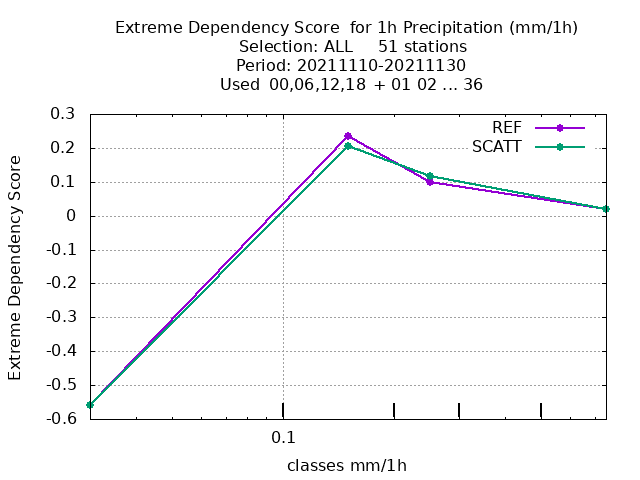 Extreme Dependency Score  for 1h Precipitation (mm/1h)
Selection: ALL     51 stations
Period: 20211110-20211130
Used  00,06,12,18  + 01 02 ... 36
0.3
0.2
0.1
0
-0.1
-0.2
-0.3
-0.4
-0.5
-0.6
Extreme Dependency Score
REF
SCATT
0.1
classes mm/1h